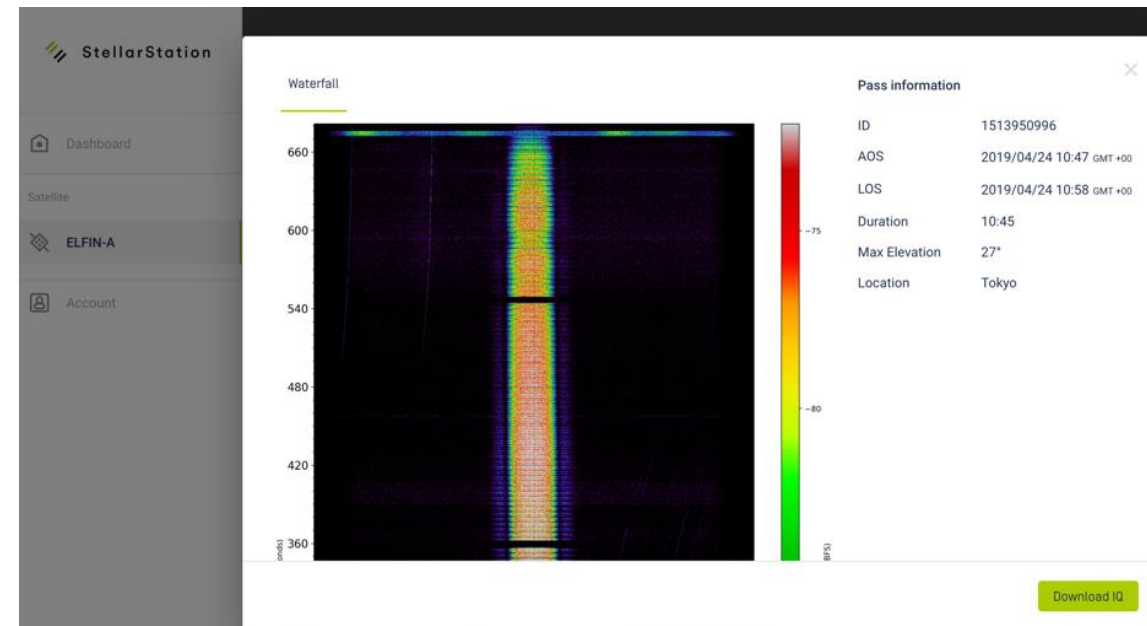 StellarStation
Dashboard
Satellite
ELFIN-A
Account
Waterfall
660
600
540
480
420
360
onds)
-75
-80
BFS)
Pass information
ID 1513950996
AOS 2019/04/24 10:47 GMT +00
LOS 2019/04/24 10:58 GMT +00
Duration 10:45
Max Elevation 27°
Location Tokyo
Download IQ